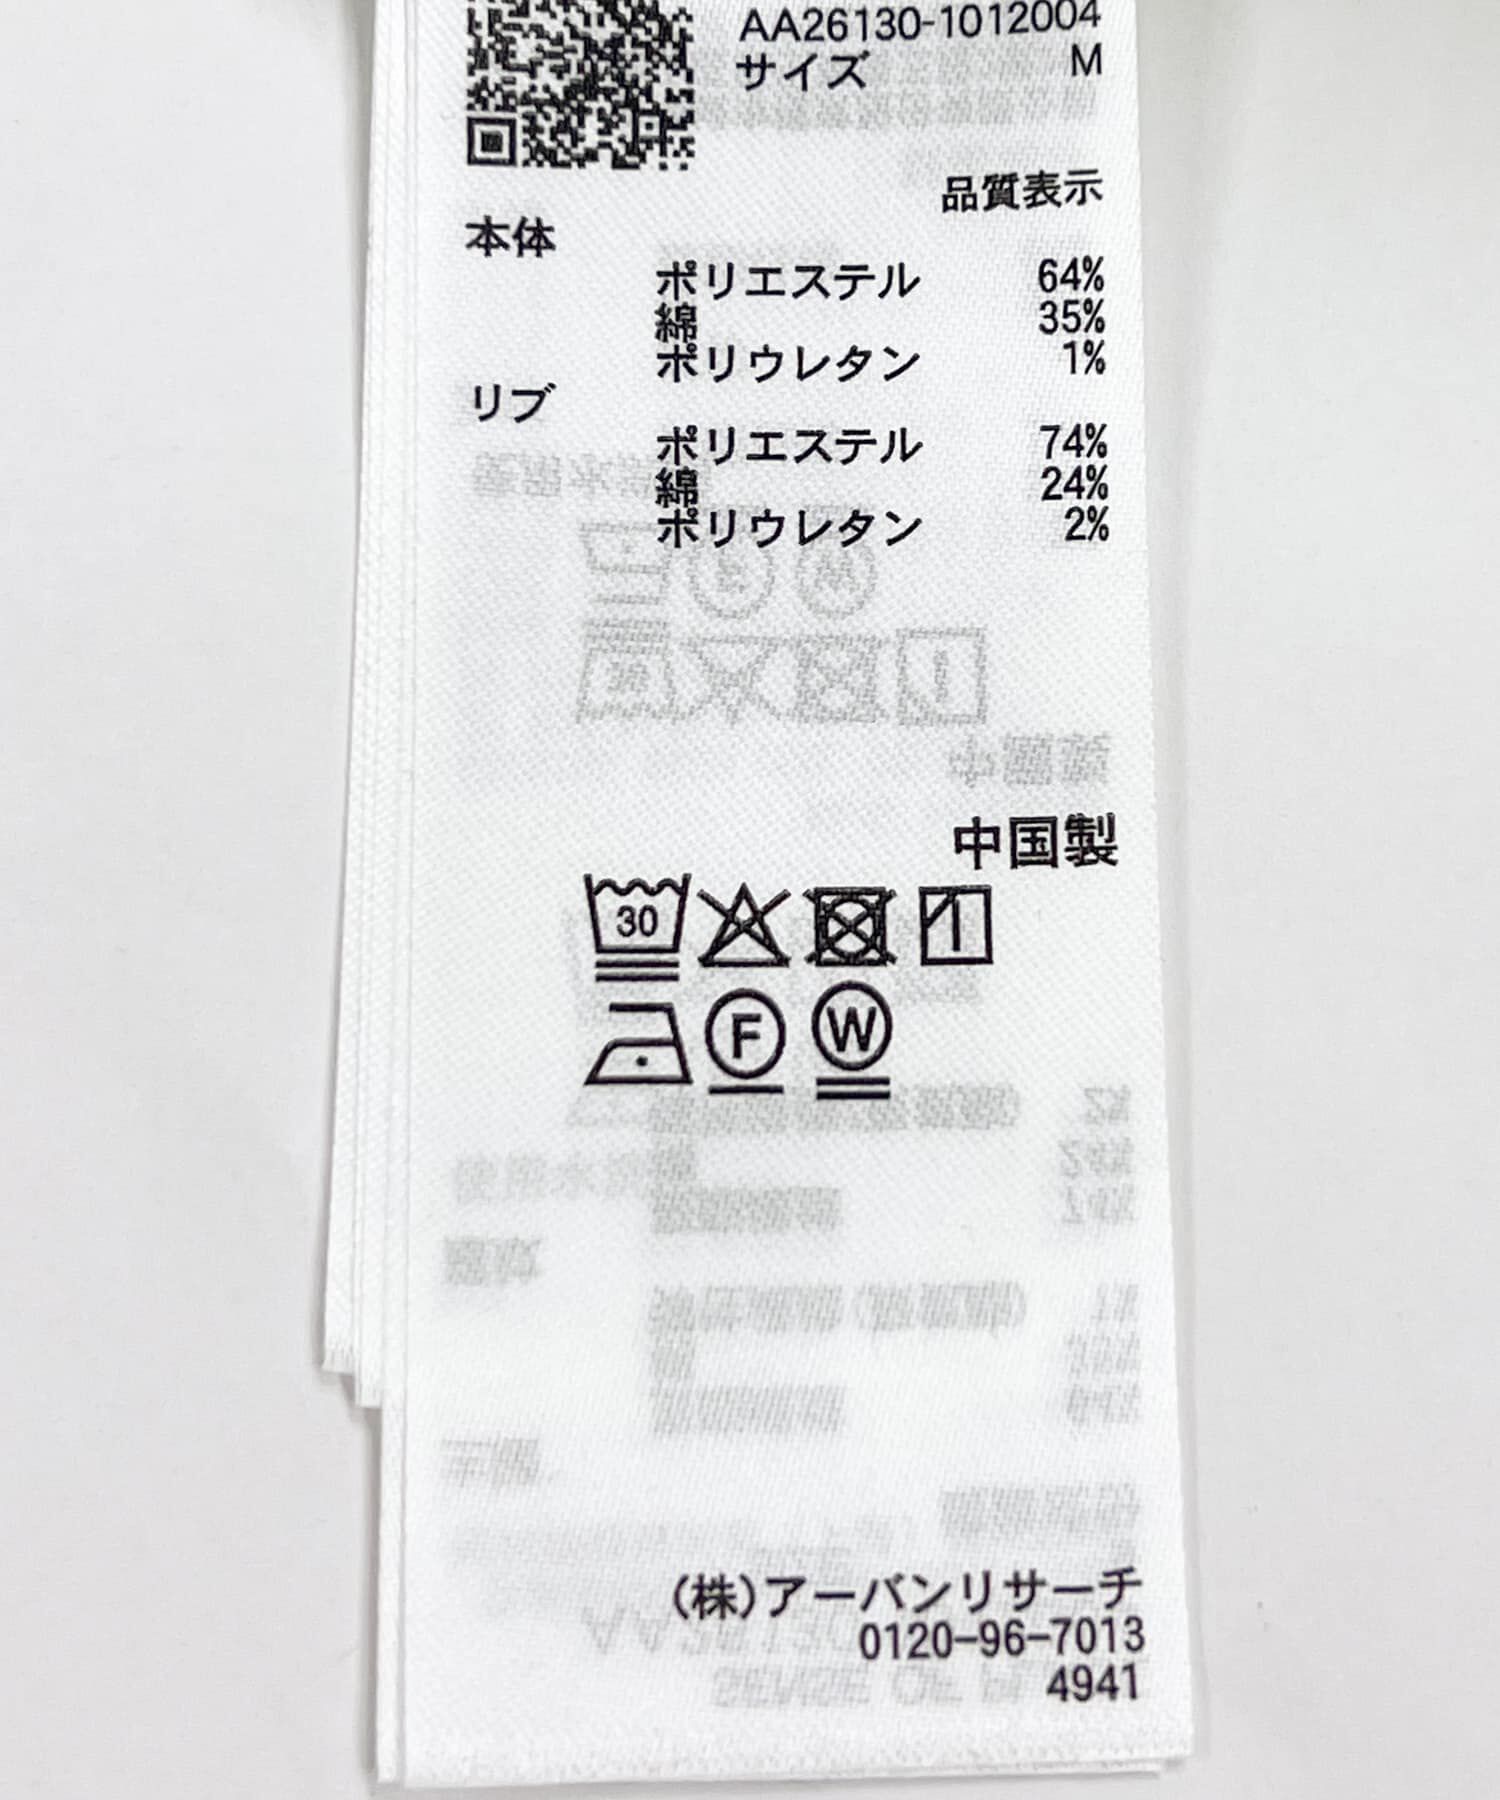 AA26130-1012004
サイズ M
品質表示
本体
ポリエステル 64%
綿 35%
ポリウレタン 1%
リブ
ポリエステル 74%
綿 24%
ポリウレタン 2%
中国製
30
F W
(株)アーバンリサーチ
0120-96-7013
4941